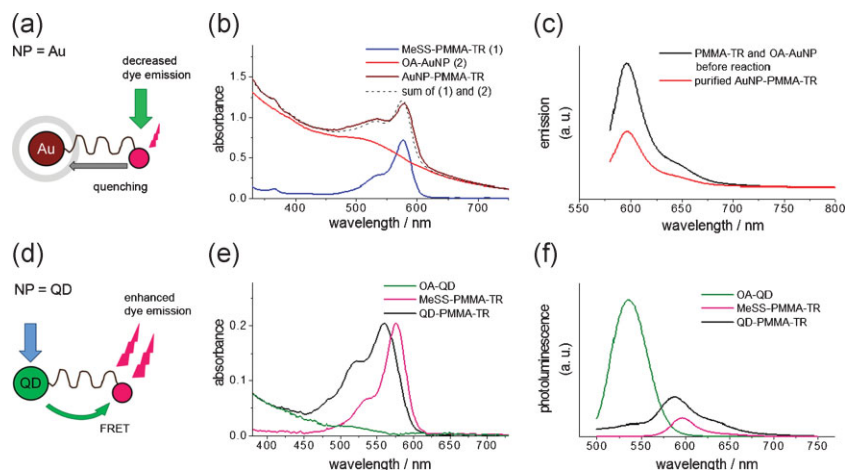 (a)
NP = Au
decreased
dye emission
Au
quenching
(b)
MeSS-PMMA-TR (1)
OA-AuNP (2)
AuNP-PMMA-TR
sum of (1) and (2)
absorbance
1.5
1.0
0.5
0.0
400
500
600
700
wavelength / nm
(c)
PMMA-TR and OA-AuNP
before reaction
purified AuNP-PMMA-TR
emission
(a. u.)
550
600
650
700
750
800
wavelength / nm
(d)
NP = QD
enhanced
dye emission
QD
FRET
(e)
OA-QD
MeSS-PMMA-TR
QD-PMMA-TR
absorbance
0.2
0.1
0.0
400
450
500
550
600
650
700
wavelength / nm
(f)
OA-QD
MeSS-PMMA-TR
QD-PMMA-TR
photoluminescence
(a. u.)
500
550
600
650
700
750
wavelength / nm